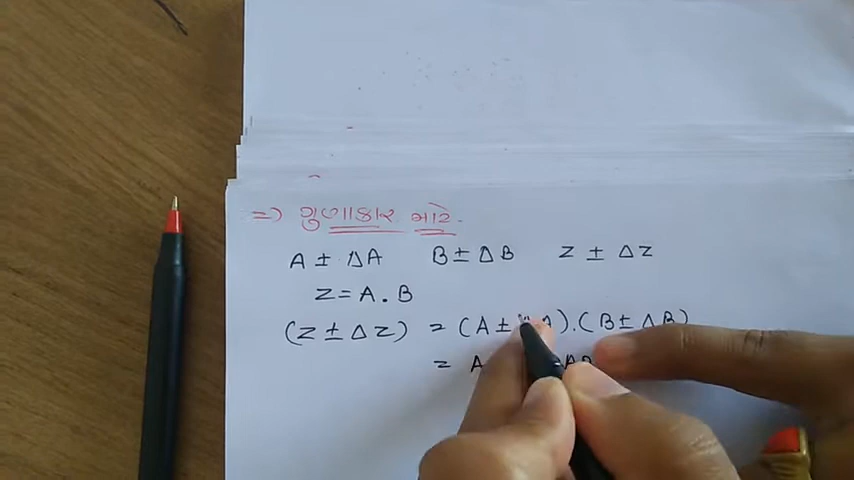 =) ગુણાકાર માટે.
A ± ΔA B ± ΔB Z ± ΔZ
Z = A . B
(Z ± ΔZ) = (A ± ΔA).(B ± ΔB)
= A